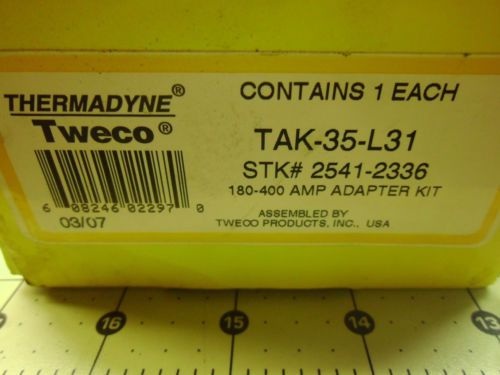 THERMADYNE®
Tweco®
CONTAINS 1 EACH
TAK-35-L31
STK# 2541-2336
180-400 AMP ADAPTER KIT
6 08246 02297 0
03/07
ASSEMBLED BY
TWECO PRODUCTS, INC., USA
16 15 14 13